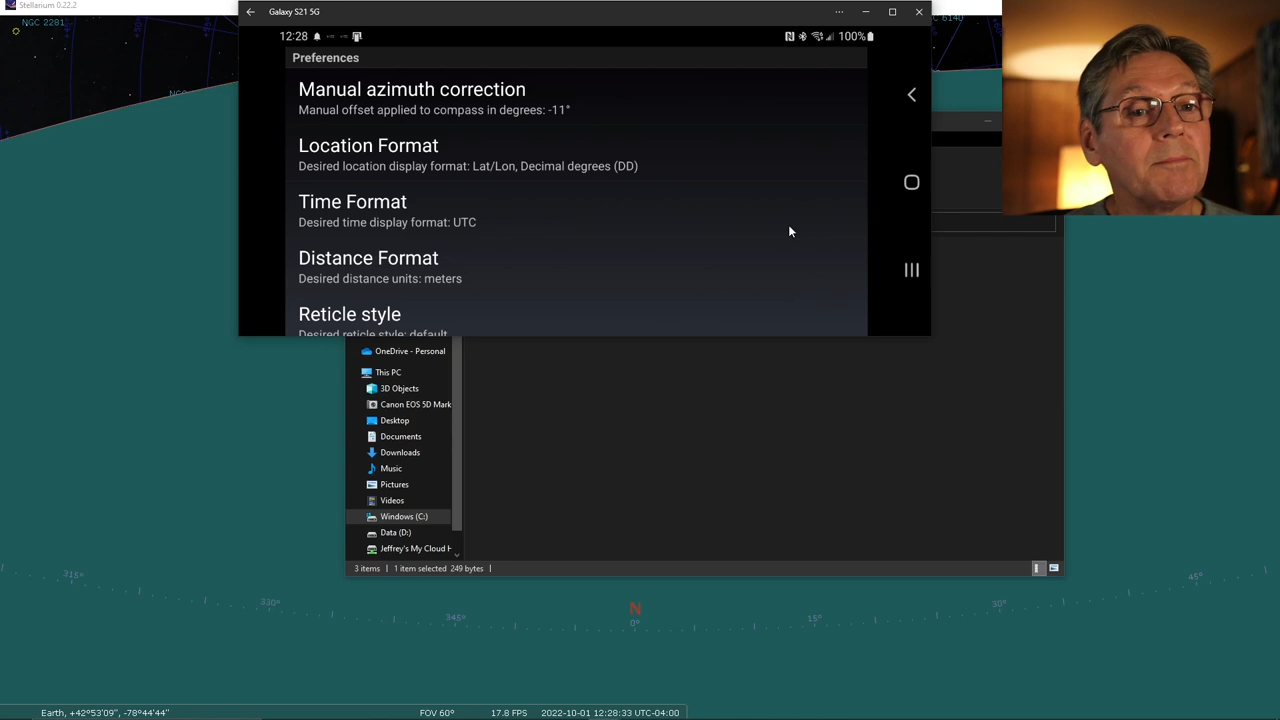 Stellarium 0.22.2
NGC 2281
Galaxy S21 5G
12:28
100%
Preferences
Manual azimuth correction
Manual offset applied to compass in degrees: -11°
Location Format
Desired location display format: Lat/Lon, Decimal degrees (DD)
Time Format
Desired time display format: UTC
Distance Format
Desired distance units: meters
Reticle style
Desired reticle style: default
OneDrive - Personal
This PC
3D Objects
Canon EOS 5D Mark
Desktop
Documents
Downloads
Music
Pictures
Videos
Windows (C:)
Data (D:)
Jeffrey's My Cloud H
3 items
1 item selected 249 bytes
315°
330°
345°
N
0°
15°
30°
45°
Earth, +42°53'09", -78°44'44"
FOV 60°
17.8 FPS
2022-10-01 12:28:33 UTC-04:00